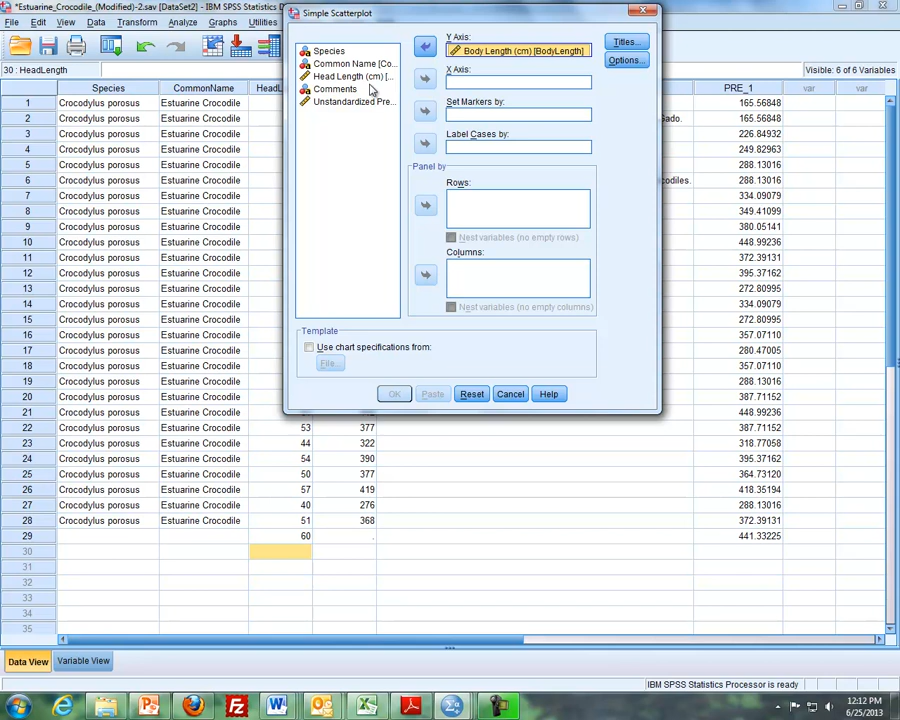 *Estuarine_Crocodile_(Modified)-2.sav [DataSet2] - IBM SPSS Statistics D
File Edit View Data Transform Analyze Graphs Utilities
30 : HeadLength
Visible: 6 of 6 Variables
Simple Scatterplot
Species
Common Name [Co...
Head Length (cm) [...
Comments
Unstandardized Pre...
Y Axis:
Body Length (cm) [BodyLength]
X Axis:
Set Markers by:
Label Cases by:
Panel by
Rows:
Nest variables (no empty rows)
Columns:
Nest variables (no empty columns)
Template
Use chart specifications from:
File...
OK Paste Reset Cancel Help
Titles...
Options...
Species CommonName HeadL PRE_1 var var
1 Crocodylus porosus Estuarine Crocodile 165.56848
2 Crocodylus porosus Estuarine Crocodile Gado. 165.56848
3 Crocodylus porosus Estuarine Crocodile 226.84932
4 Crocodylus porosus Estuarine Crocodile 249.82963
5 Crocodylus porosus Estuarine Crocodile 288.13016
6 Crocodylus porosus Estuarine Crocodile rocodiles. 288.13016
7 Crocodylus porosus Estuarine Crocodile 334.09079
8 Crocodylus porosus Estuarine Crocodile 349.41099
9 Crocodylus porosus Estuarine Crocodile 380.05141
10 Crocodylus porosus Estuarine Crocodile 448.99236
11 Crocodylus porosus Estuarine Crocodile 372.39131
12 Crocodylus porosus Estuarine Crocodile 395.37162
13 Crocodylus porosus Estuarine Crocodile 272.80995
14 Crocodylus porosus Estuarine Crocodile 334.09079
15 Crocodylus porosus Estuarine Crocodile 272.80995
16 Crocodylus porosus Estuarine Crocodile 357.07110
17 Crocodylus porosus Estuarine Crocodile 280.47005
18 Crocodylus porosus Estuarine Crocodile 357.07110
19 Crocodylus porosus Estuarine Crocodile 288.13016
20 Crocodylus porosus Estuarine Crocodile 387.71152
21 Crocodylus porosus Estuarine Crocodile 448.99236
22 Crocodylus porosus Estuarine Crocodile 53 377 387.71152
23 Crocodylus porosus Estuarine Crocodile 44 322 318.77058
24 Crocodylus porosus Estuarine Crocodile 54 390 395.37162
25 Crocodylus porosus Estuarine Crocodile 50 377 364.73120
26 Crocodylus porosus Estuarine Crocodile 57 419 418.35194
27 Crocodylus porosus Estuarine Crocodile 40 276 288.13016
28 Crocodylus porosus Estuarine Crocodile 51 368 372.39131
29 60 . 441.33225
30
31
32
33
34
35
Data View Variable View
IBM SPSS Statistics Processor is ready
12:12 PM
6/25/2013